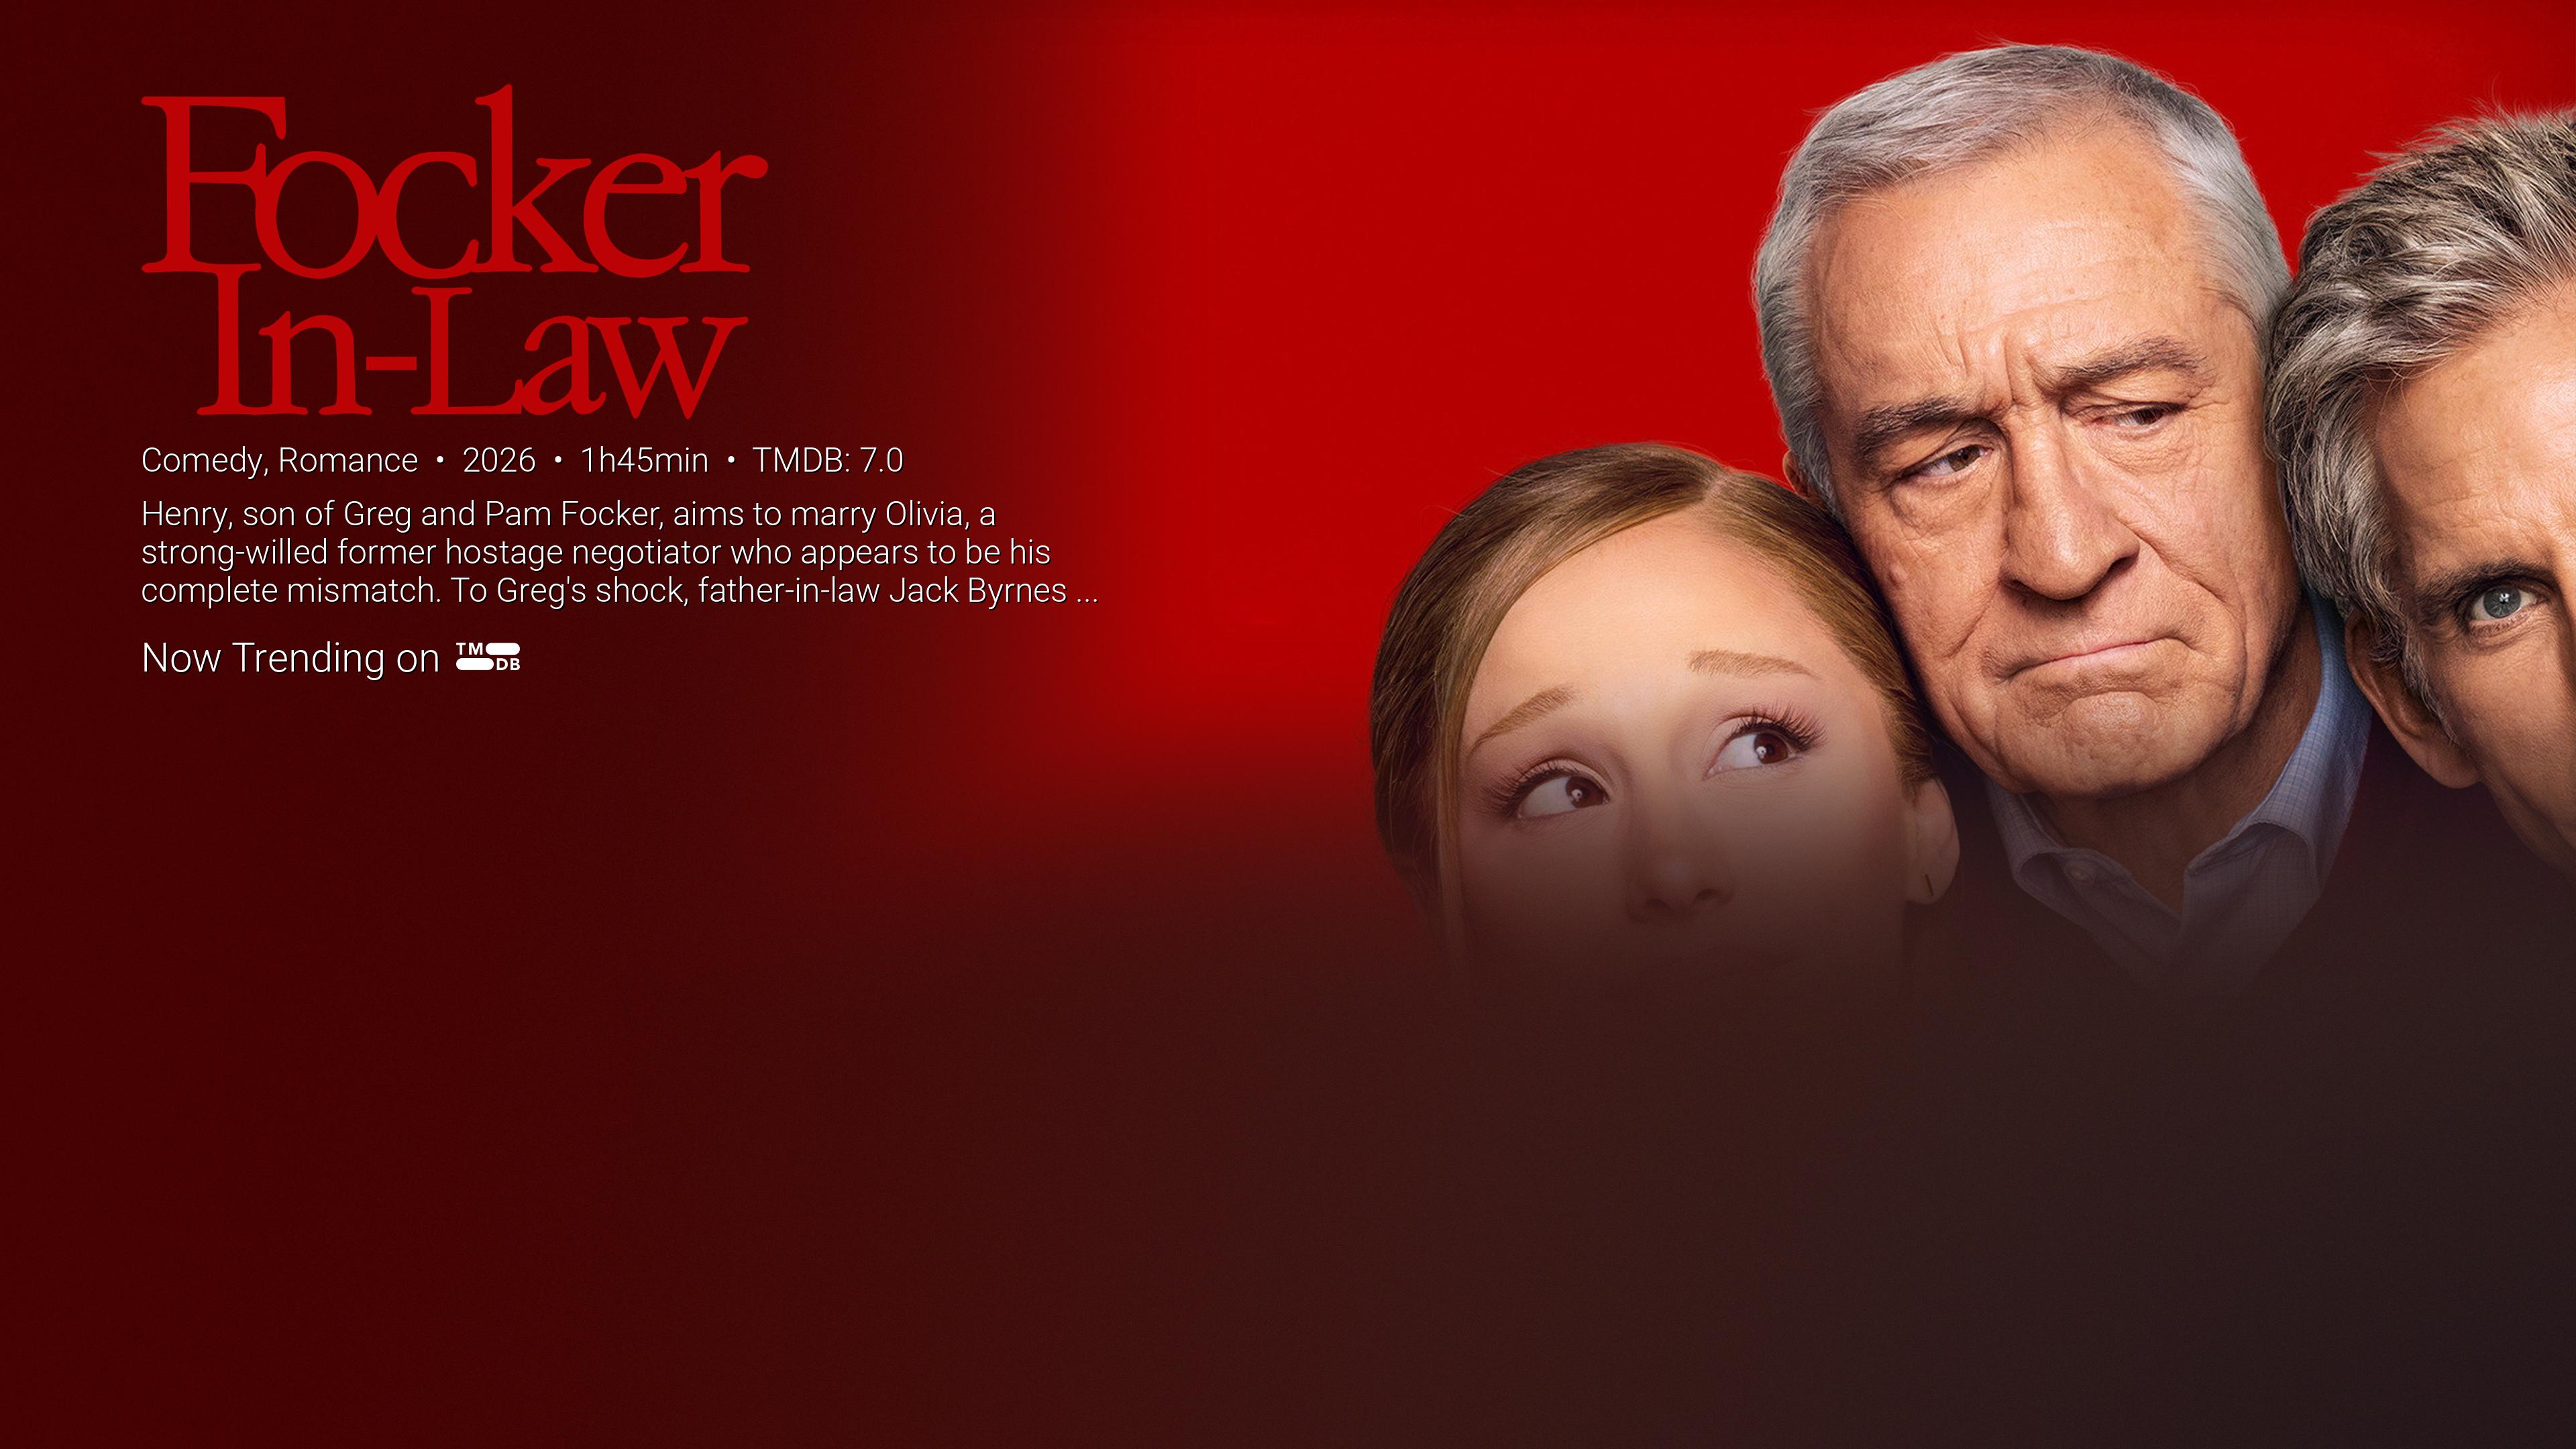 Focker
In-Law
Comedy, Romance • 2026 • 1h45min • TMDB: 7.0
Henry, son of Greg and Pam Focker, aims to marry Olivia, a
strong-willed former hostage negotiator who appears to be his
complete mismatch. To Greg's shock, father-in-law Jack Byrnes ...
Now Trending on TMDB